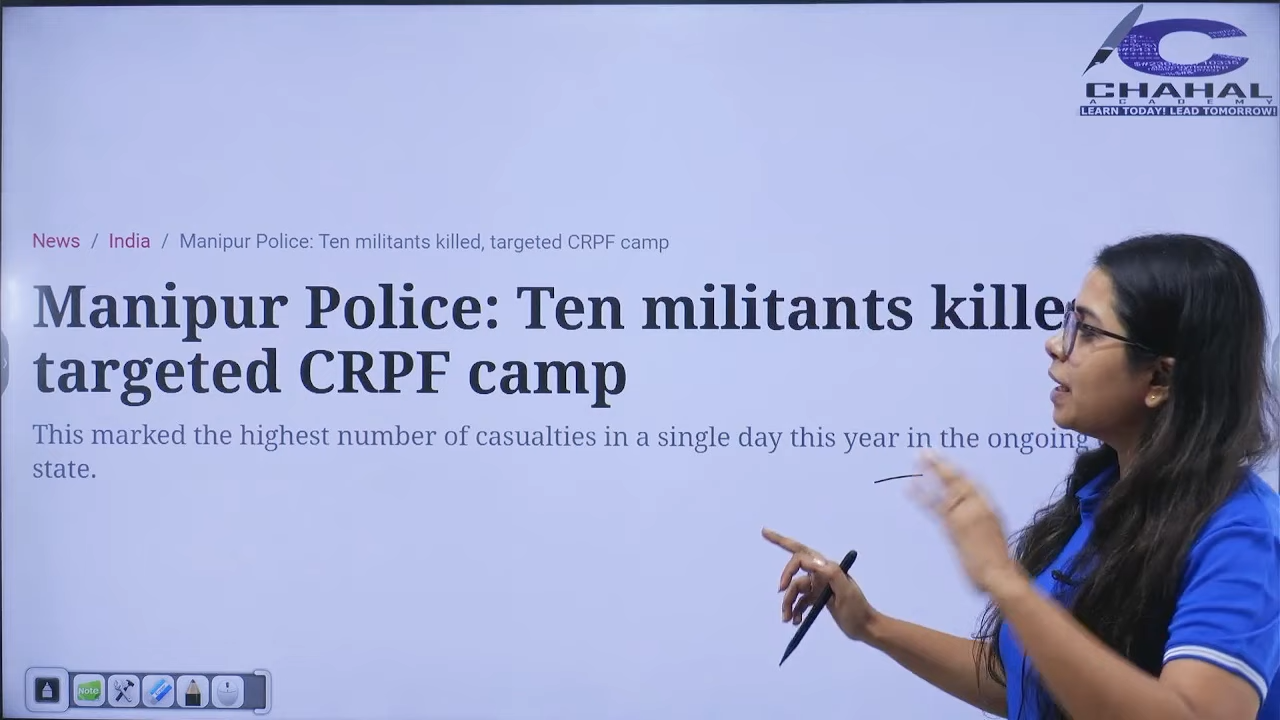 CHAHAL
ACADEMY
LEARN TODAY! LEAD TOMORROW!
News / India / Manipur Police: Ten militants killed, targeted CRPF camp
Manipur Police: Ten militants kille
targeted CRPF camp
This marked the highest number of casualties in a single day this year in the ongoing
state.
Note